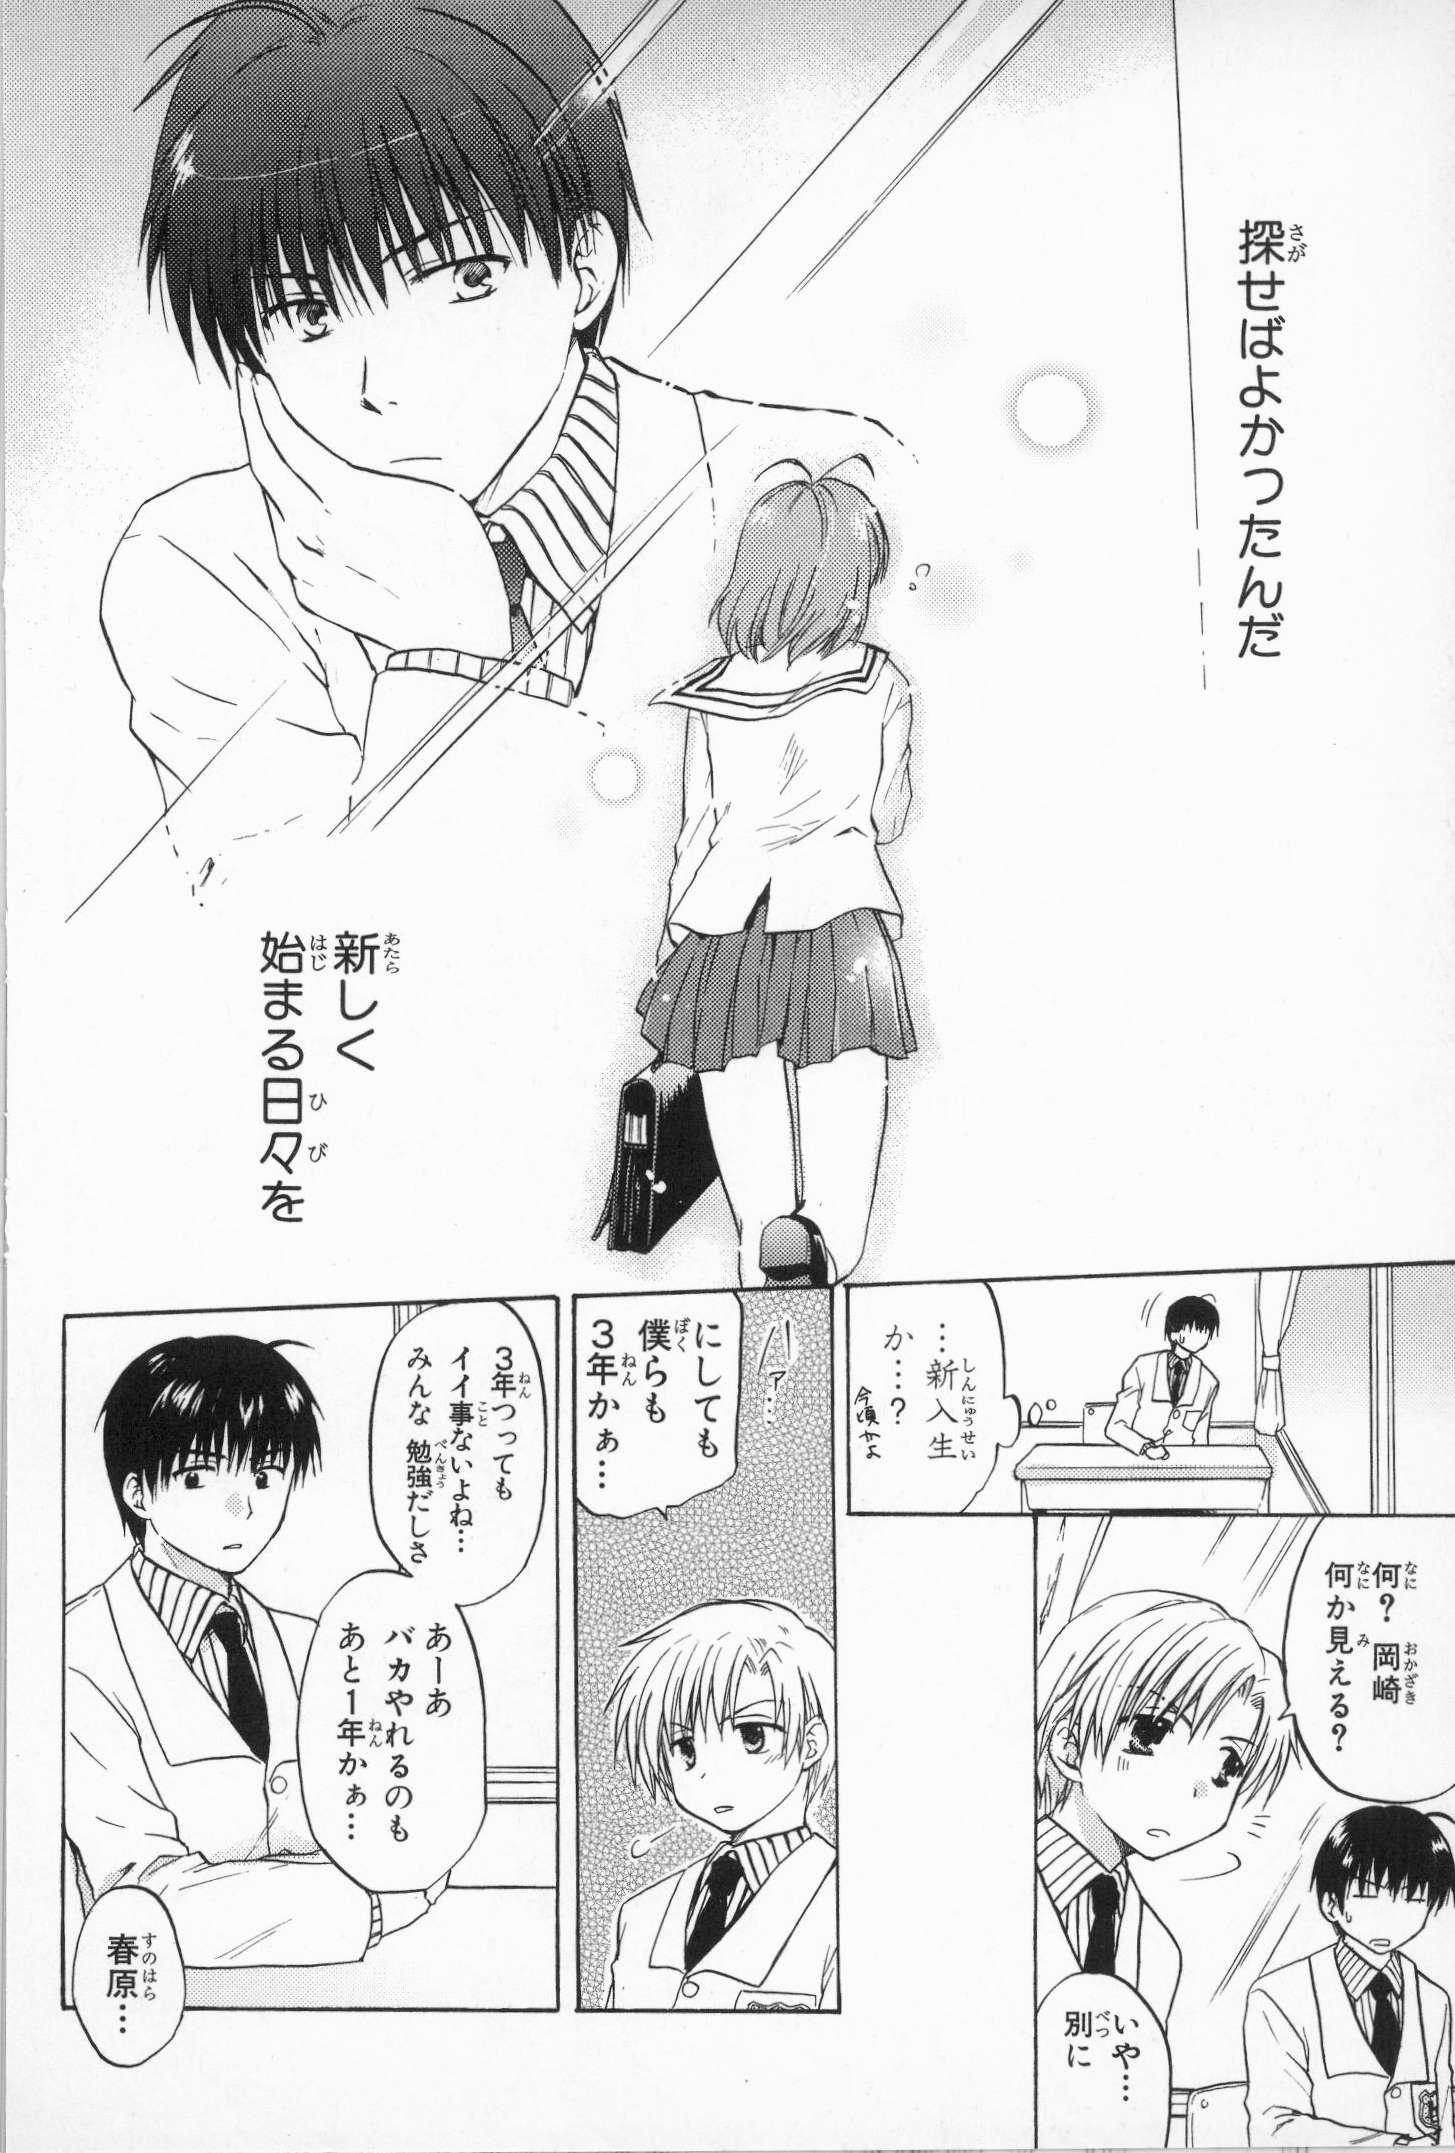 探せばよかったんだ
新しく
始まる日々を
…新入生
か…？
今頃かよ
何？岡崎
何か見える？
いや…
別に
にしても
僕らも
3年かぁ…
ハァ…
3年つっても
イイ事ないよね…
みんな勉強だしさ
あーあ
バカやれるのも
あと1年かぁ…
春原…